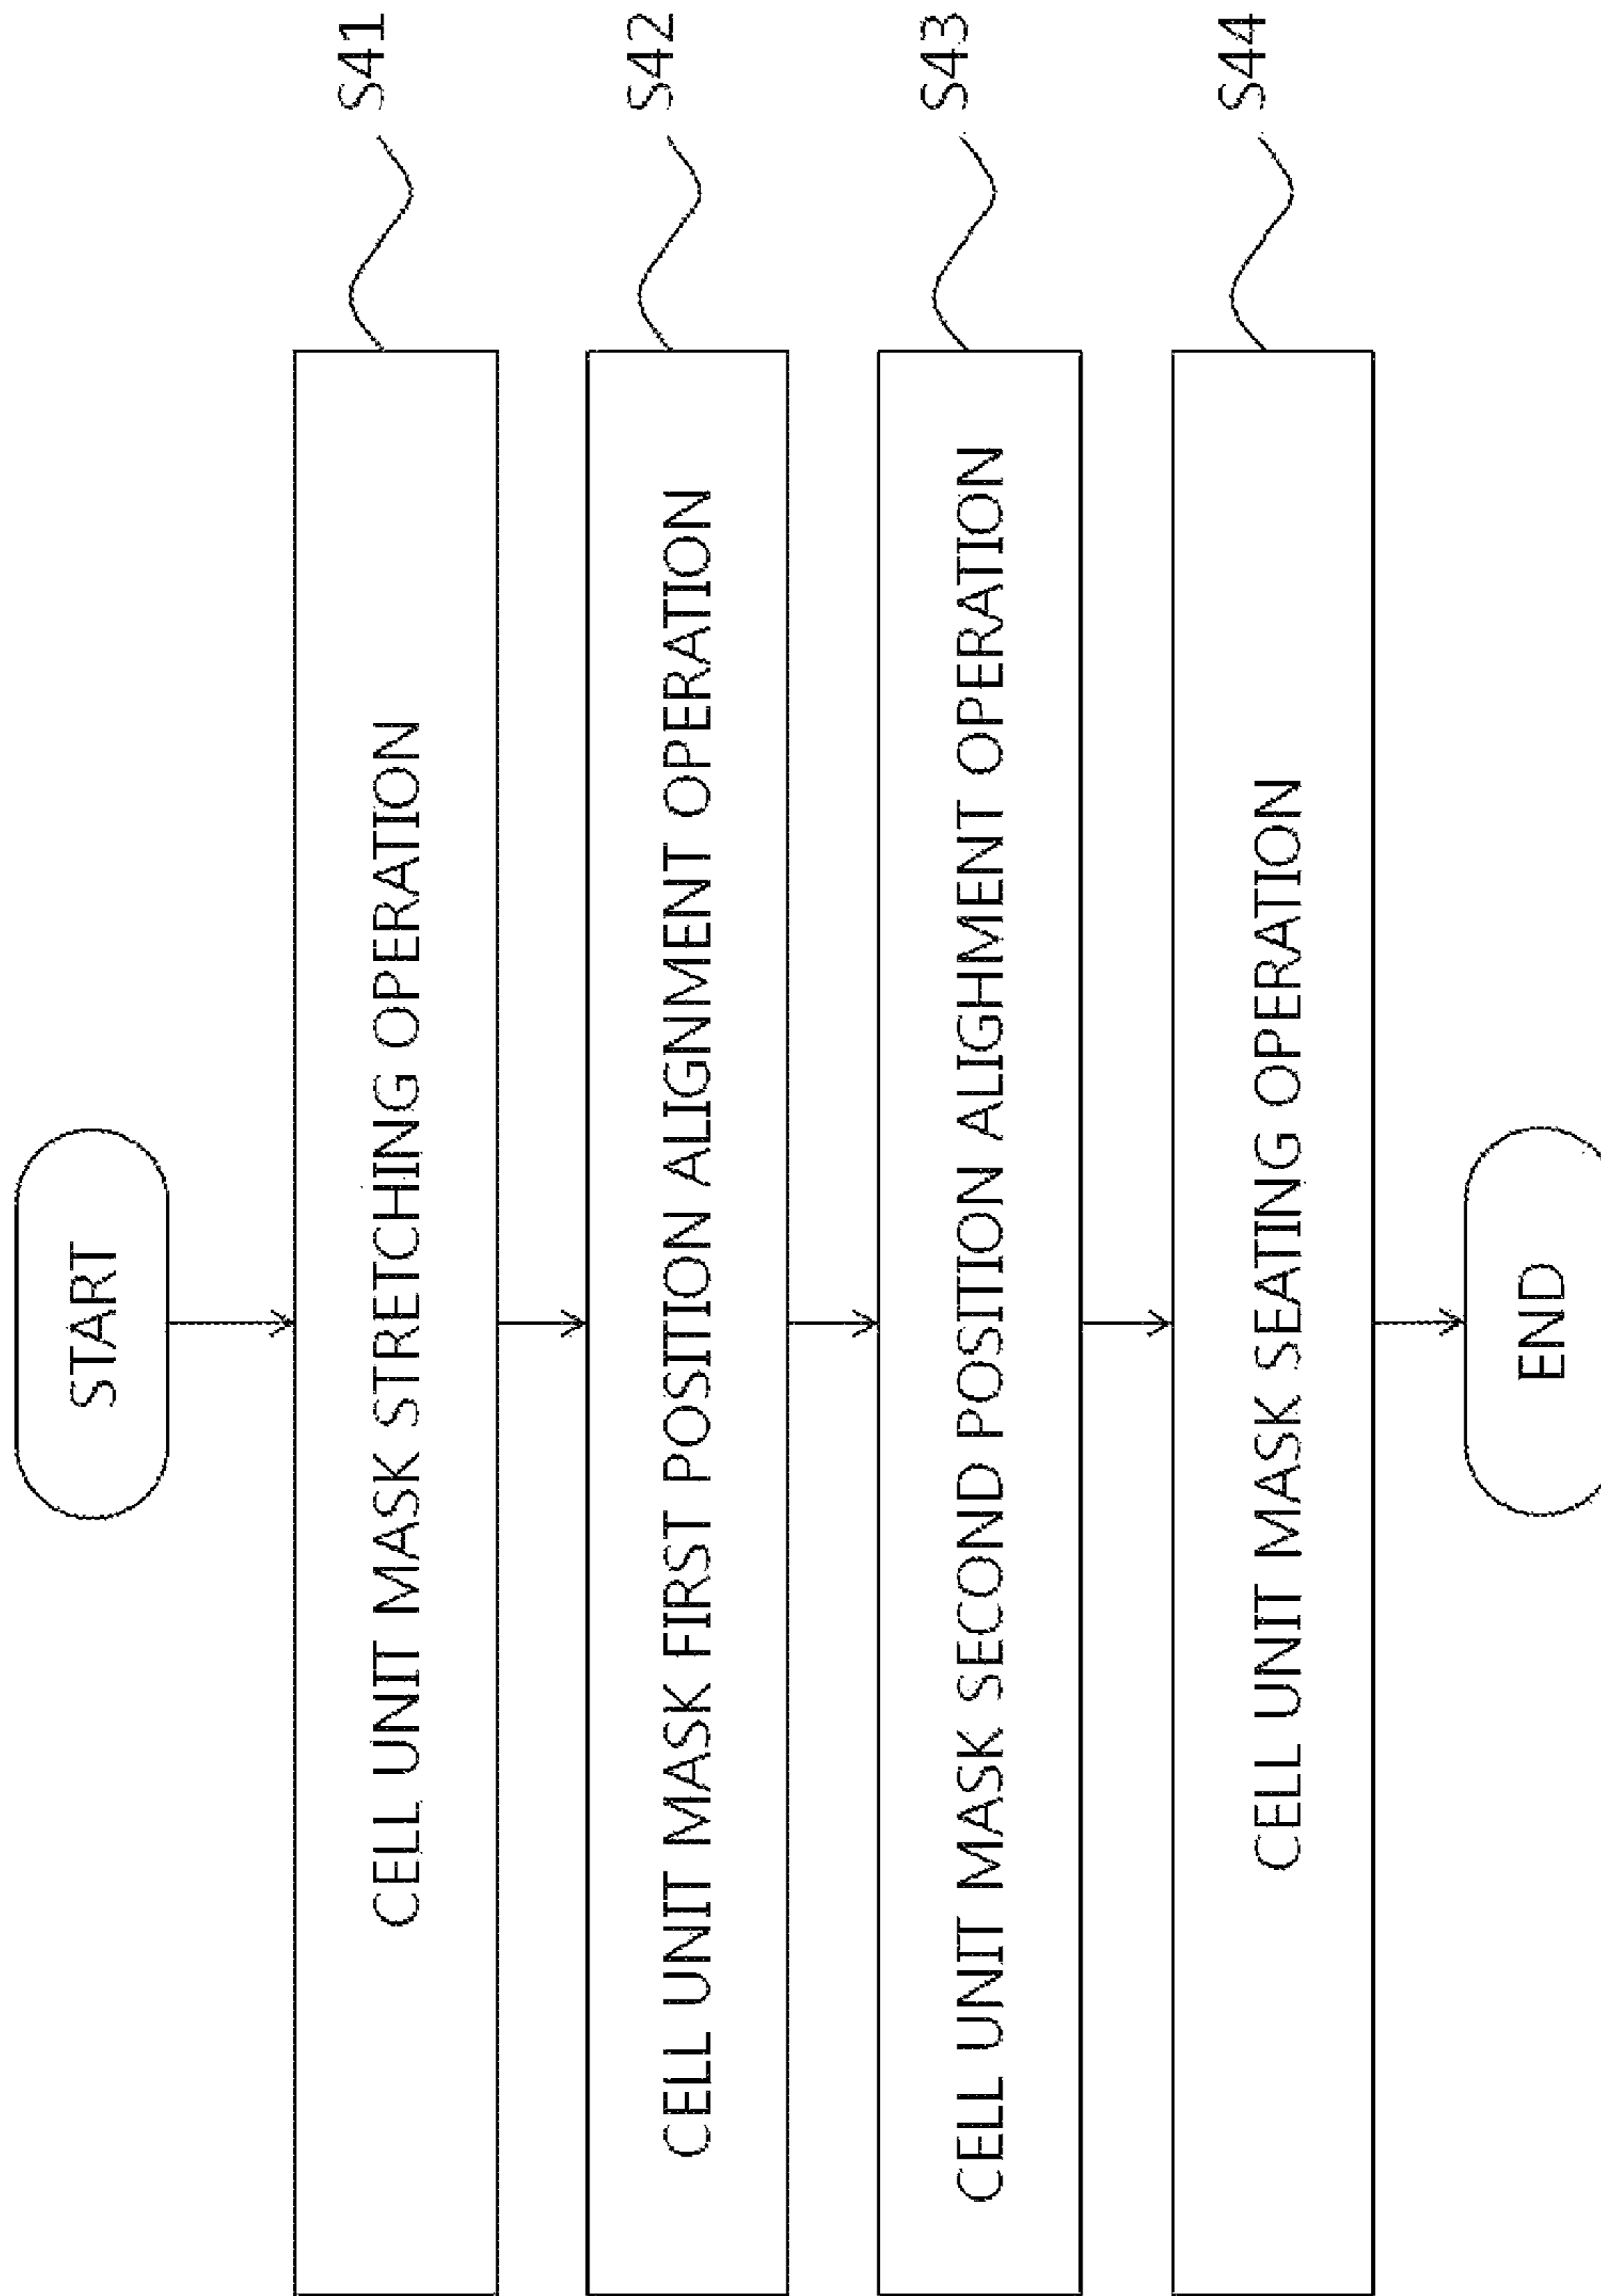 START
CELL UNIT MASK STRETCHING OPERATION
S41
CELL UNIT MASK FIRST POSITION ALIGNMENT OPERATION
S42
CELL UNIT MASK SECOND POSITION ALIGHMENT OPERATION
S43
CELL UNIT MASK SEATING OPERATION
S44
END